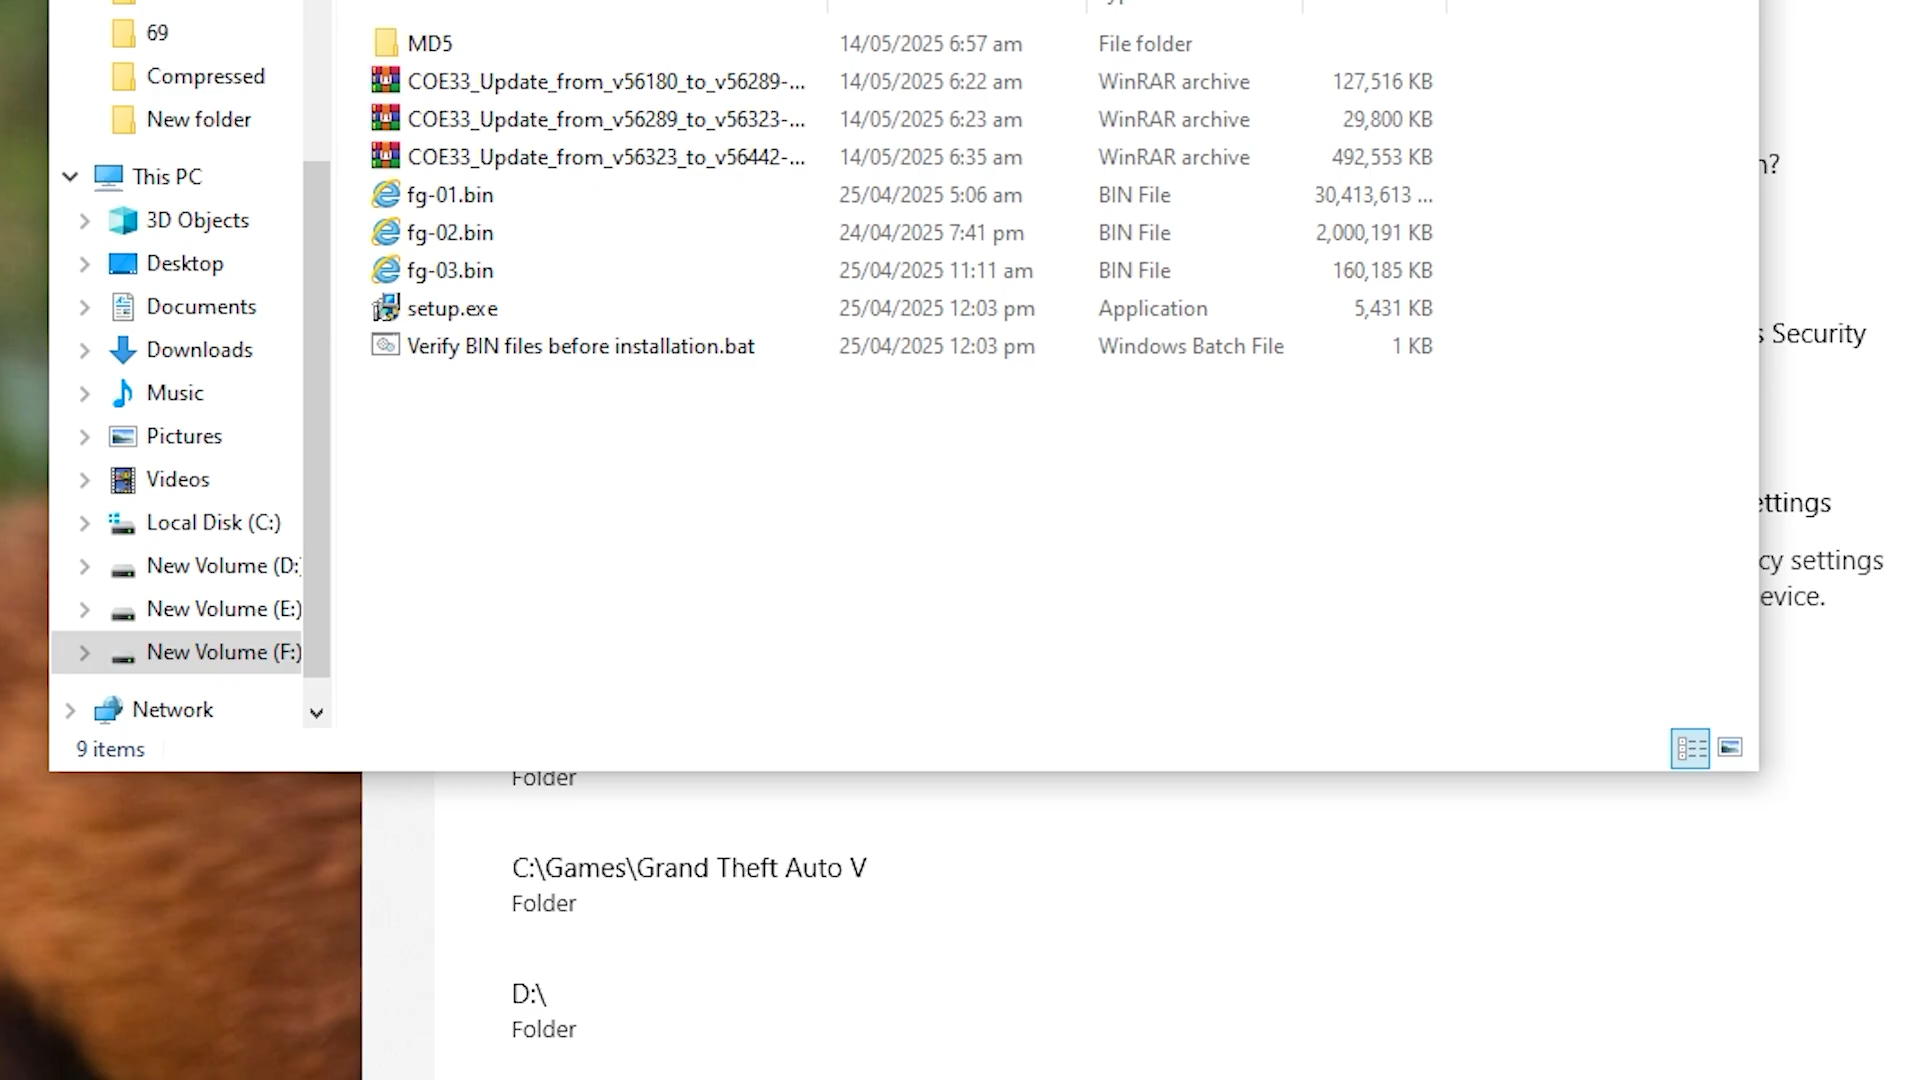 69
Compressed
New folder
This PC
3D Objects
Desktop
Documents
Downloads
Music
Pictures
Videos
Local Disk (C:)
New Volume (D:
New Volume (E:)
New Volume (F:)
Network
9 items
MD5 14/05/2025 6:57 am File folder
COE33_Update_from_v56180_to_v56289-... 14/05/2025 6:22 am WinRAR archive 127,516 KB
COE33_Update_from_v56289_to_v56323-... 14/05/2025 6:23 am WinRAR archive 29,800 KB
COE33_Update_from_v56323_to_v56442-... 14/05/2025 6:35 am WinRAR archive 492,553 KB
fg-01.bin 25/04/2025 5:06 am BIN File 30,413,613 ...
fg-02.bin 24/04/2025 7:41 pm BIN File 2,000,191 KB
fg-03.bin 25/04/2025 11:11 am BIN File 160,185 KB
setup.exe 25/04/2025 12:03 pm Application 5,431 KB
Verify BIN files before installation.bat 25/04/2025 12:03 pm Windows Batch File 1 KB
Security
settings
Folder
C:\Games\Grand Theft Auto V
Folder
D:\
Folder